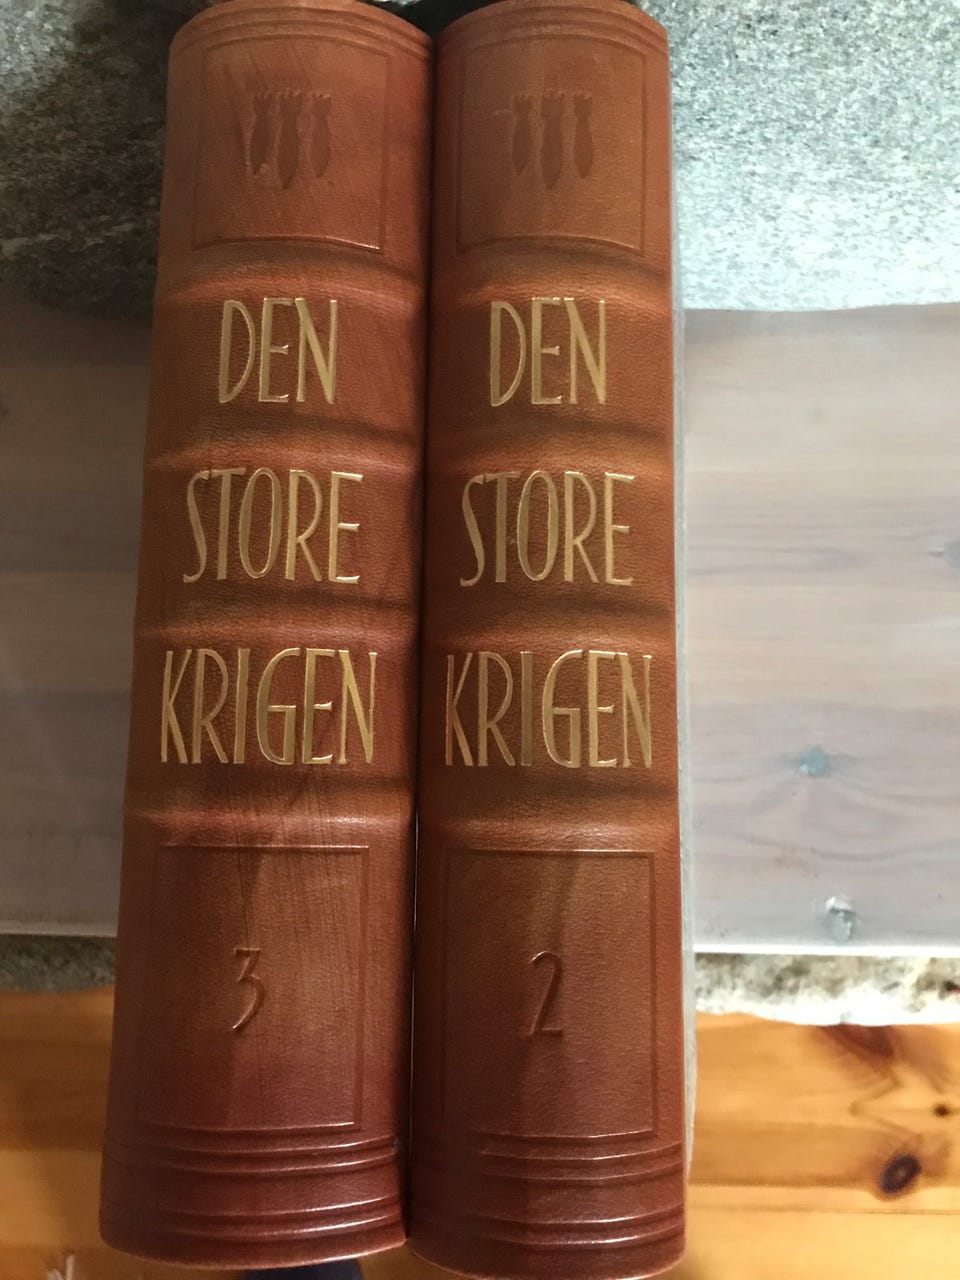 DEN
STORE
KRIGEN
3
DEN
STORE
KRIGEN
2